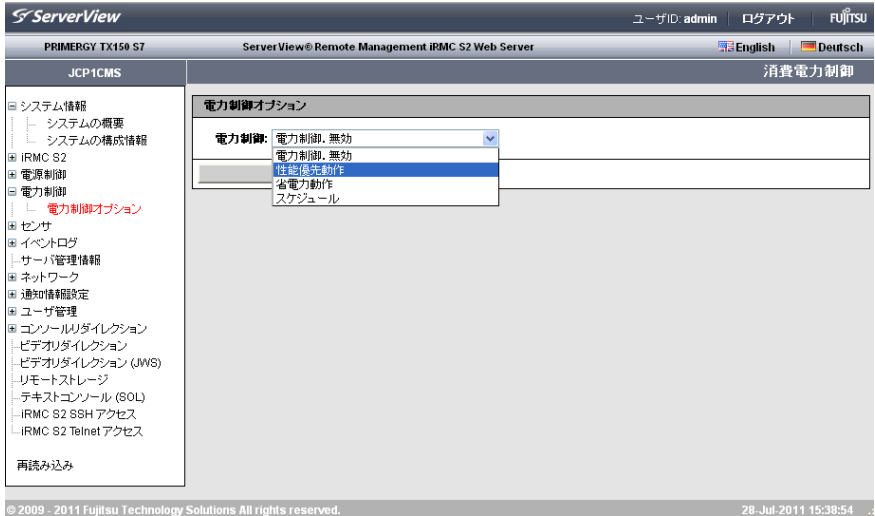 ServerView
ユーザID: admin
ログアウト
FUJITSU
PRIMERGY TX150 S7
ServerView® Remote Management iRMC S2 Web Server
English
Deutsch
JCP1CMS
消費電力制御
システム情報
システムの概要
システムの構成情報
iRMC S2
電源制御
電力制御
電力制御オプション
センサ
イベントログ
サーバ管理情報
ネットワーク
通知情報設定
ユーザ管理
コンソールリダイレクション
ビデオリダイレクション
ビデオリダイレクション (JWS)
リモートストレージ
テキストコンソール (SOL)
iRMC S2 SSH アクセス
iRMC S2 Telnet アクセス
再読み込み
電力制御オプション
電力制御: 電力制御. 無効
電力制御. 無効
性能優先動作
省電力動作
スケジュール
© 2009 - 2011 Fujitsu Technology Solutions All rights reserved.
28-Jul-2011 15:38:54